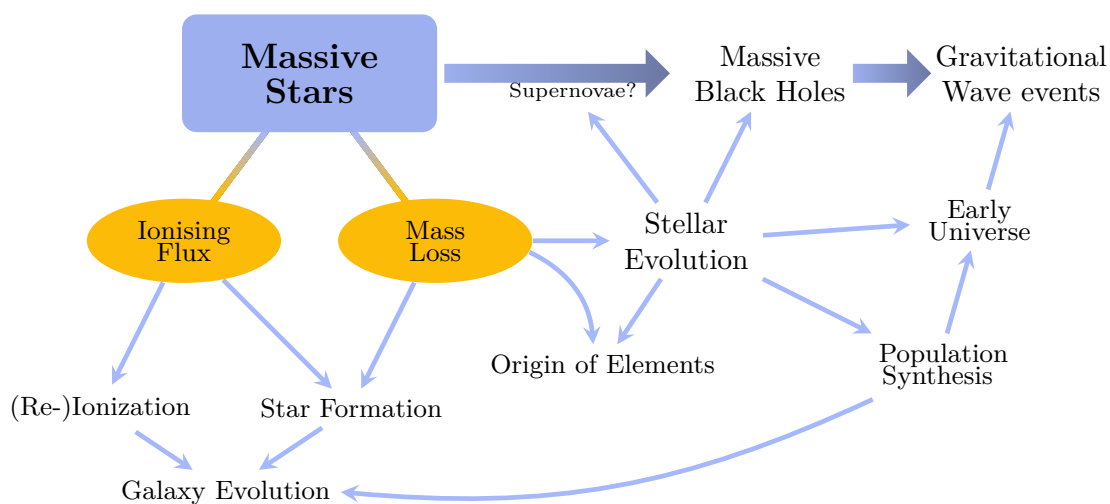 Massive
Stars
Supernovae?
Massive
Black Holes
Gravitational
Wave events
Ionising
Flux
Mass
Loss
Stellar
Evolution
Early
Universe
Origin of Elements
Population
Synthesis
(Re-)Ionization
Star Formation
Galaxy Evolution